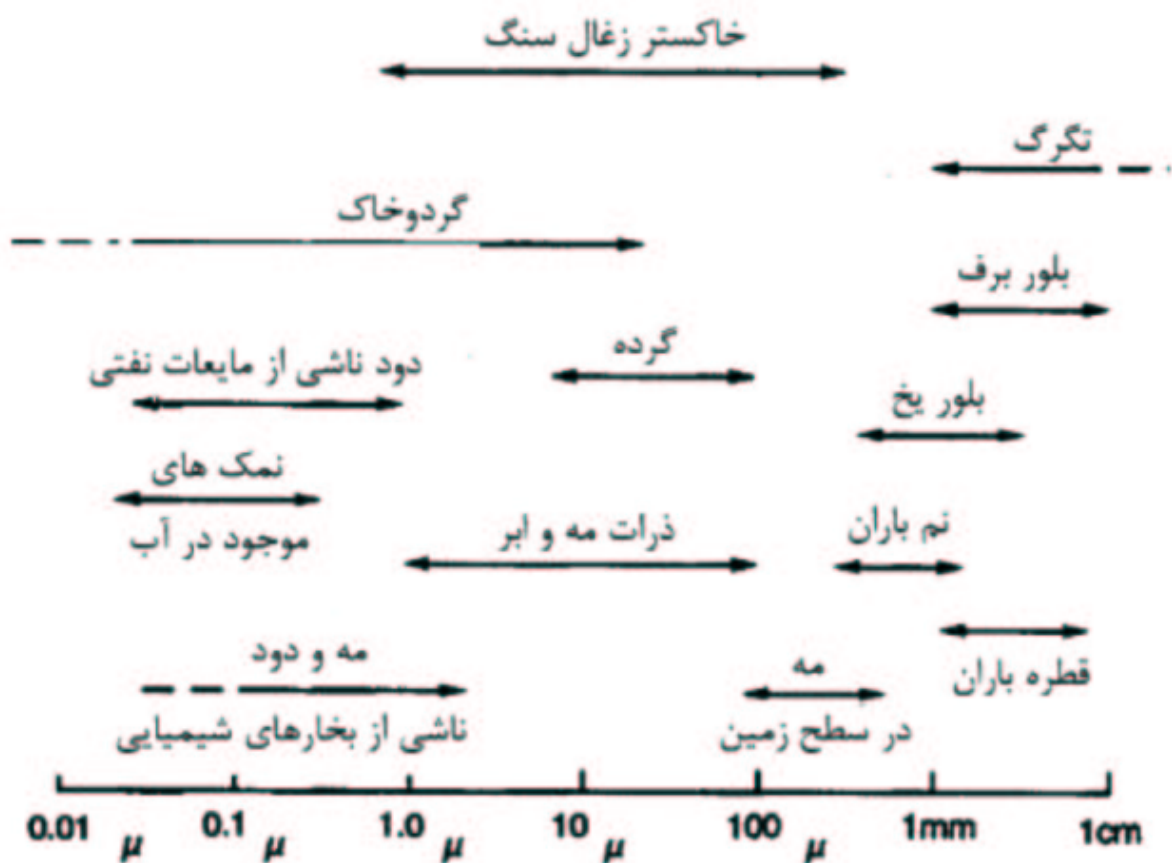 خاکستر زغال سنگ
تگرگ
گردوخاک
بلور برف
گرده
دود ناشی از مایعات نفتی
بلور یخ
نمک های
موجود در آب
ذرات مه و ابر
نم باران
قطره باران
مه و دود
ناشی از بخارهای شیمیایی
مه
در سطح زمین
0.01 μ 0.1 μ 1.0 μ 10 μ 100 μ 1mm 1cm